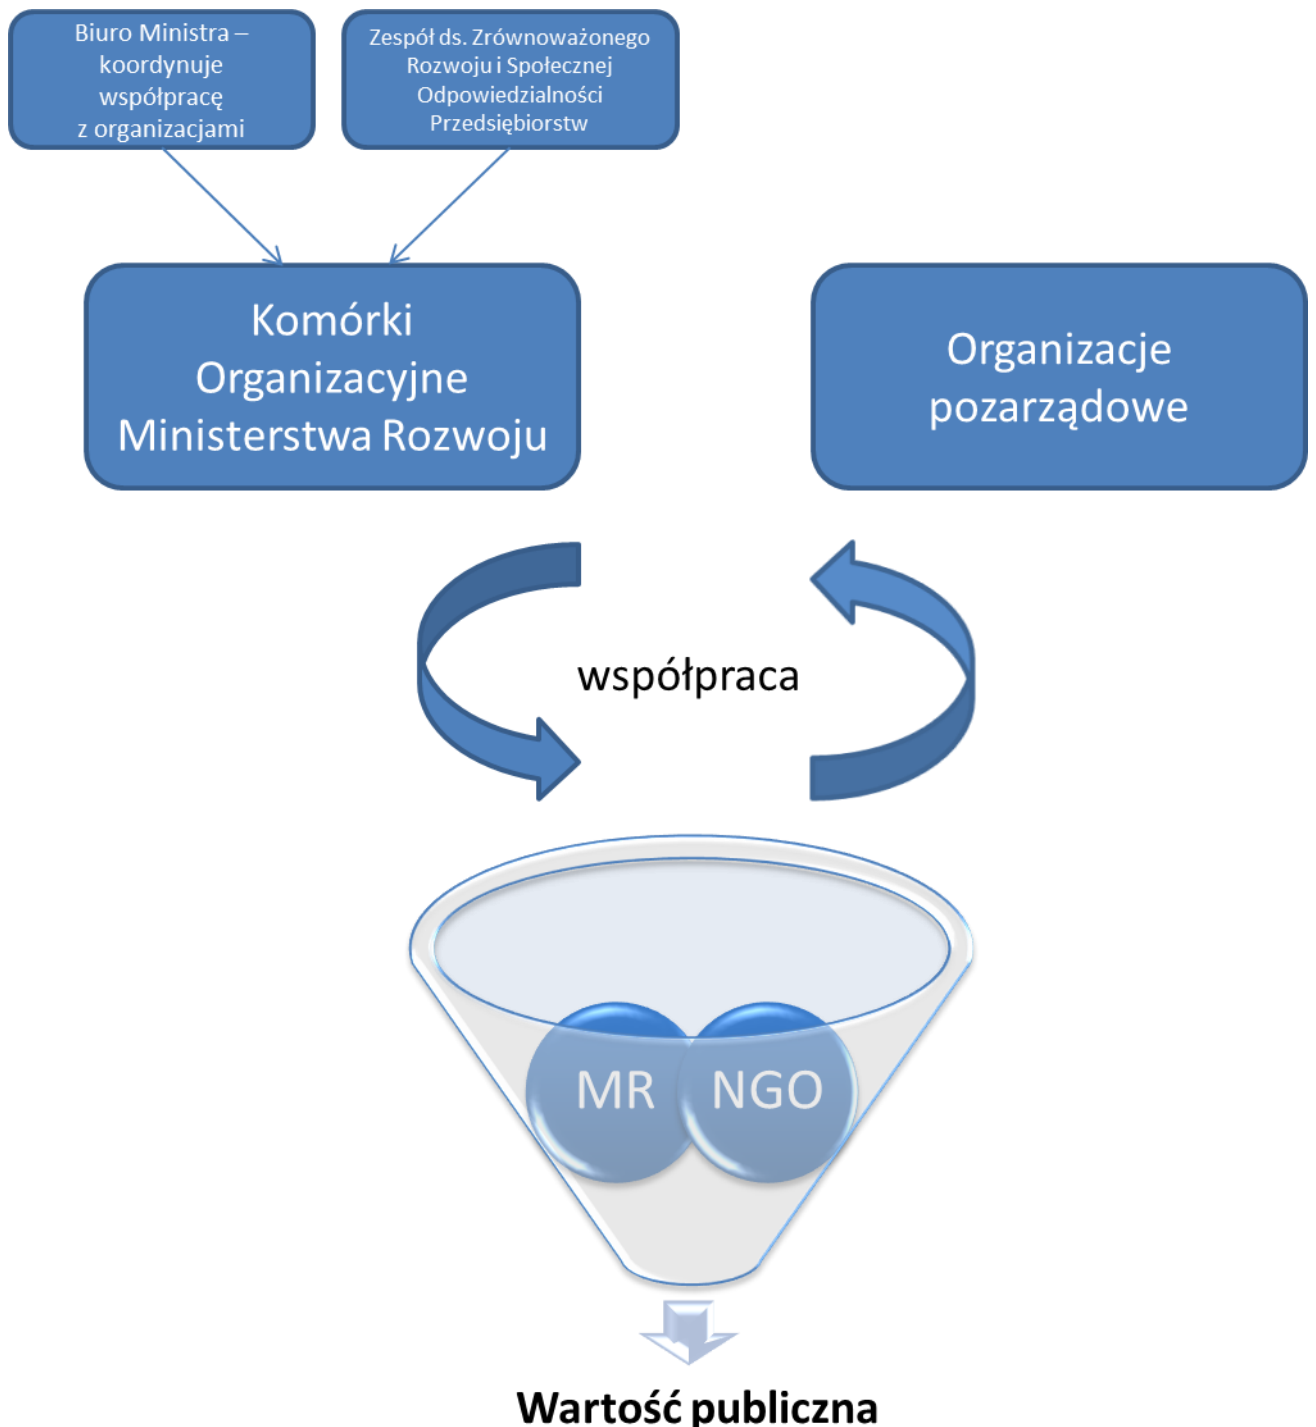 Biuro Ministra –
koordynuje
współpracę
z organizacjami
Zespół ds. Zrównoważonego
Rozwoju i Społecznej
Odpowiedzialności
Przedsiębiorstw
Komórki
Organizacyjne
Ministerstwa Rozwoju
Organizacje
pozarządowe
współpraca
MR
NGO
Wartość publiczna